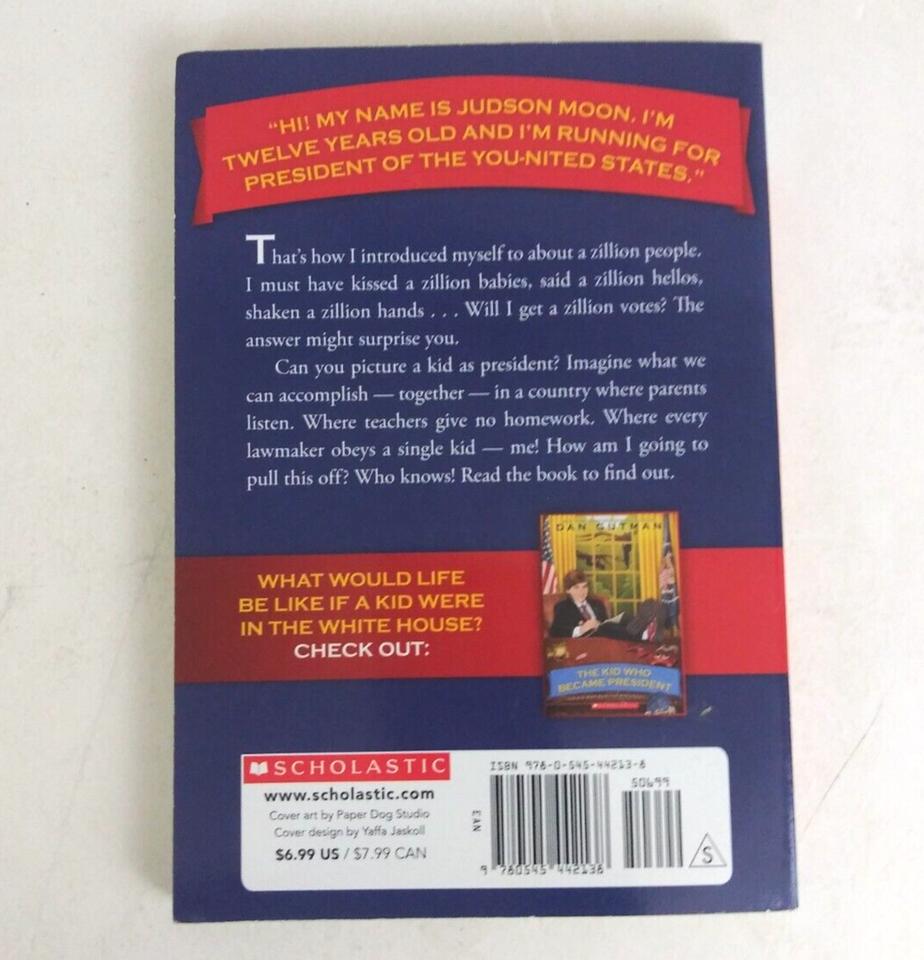 “HI! MY NAME IS JUDSON MOON. I’M
TWELVE YEARS OLD AND I’M RUNNING FOR
PRESIDENT OF THE YOU-NITED STATES.”
That’s how I introduced myself to about a zillion people.
I must have kissed a zillion babies, said a zillion hellos,
shaken a zillion hands . . . Will I get a zillion votes? The
answer might surprise you.
Can you picture a kid as president? Imagine what we
can accomplish — together — in a country where parents
listen. Where teachers give no homework. Where every
lawmaker obeys a single kid — me! How am I going to
pull this off? Who knows! Read the book to find out.
WHAT WOULD LIFE
BE LIKE IF A KID WERE
IN THE WHITE HOUSE?
CHECK OUT:
DAN GUTMAN
THE KID WHO
BECAME PRESIDENT
SCHOLASTIC
SCHOLASTIC
www.scholastic.com
Cover art by Paper Dog Studio
Cover design by Yaffa Jaskoll
$6.99 US / $7.99 CAN
EAN
ISBN 978-0-545-44213-8
50699
9 780545 442138
S